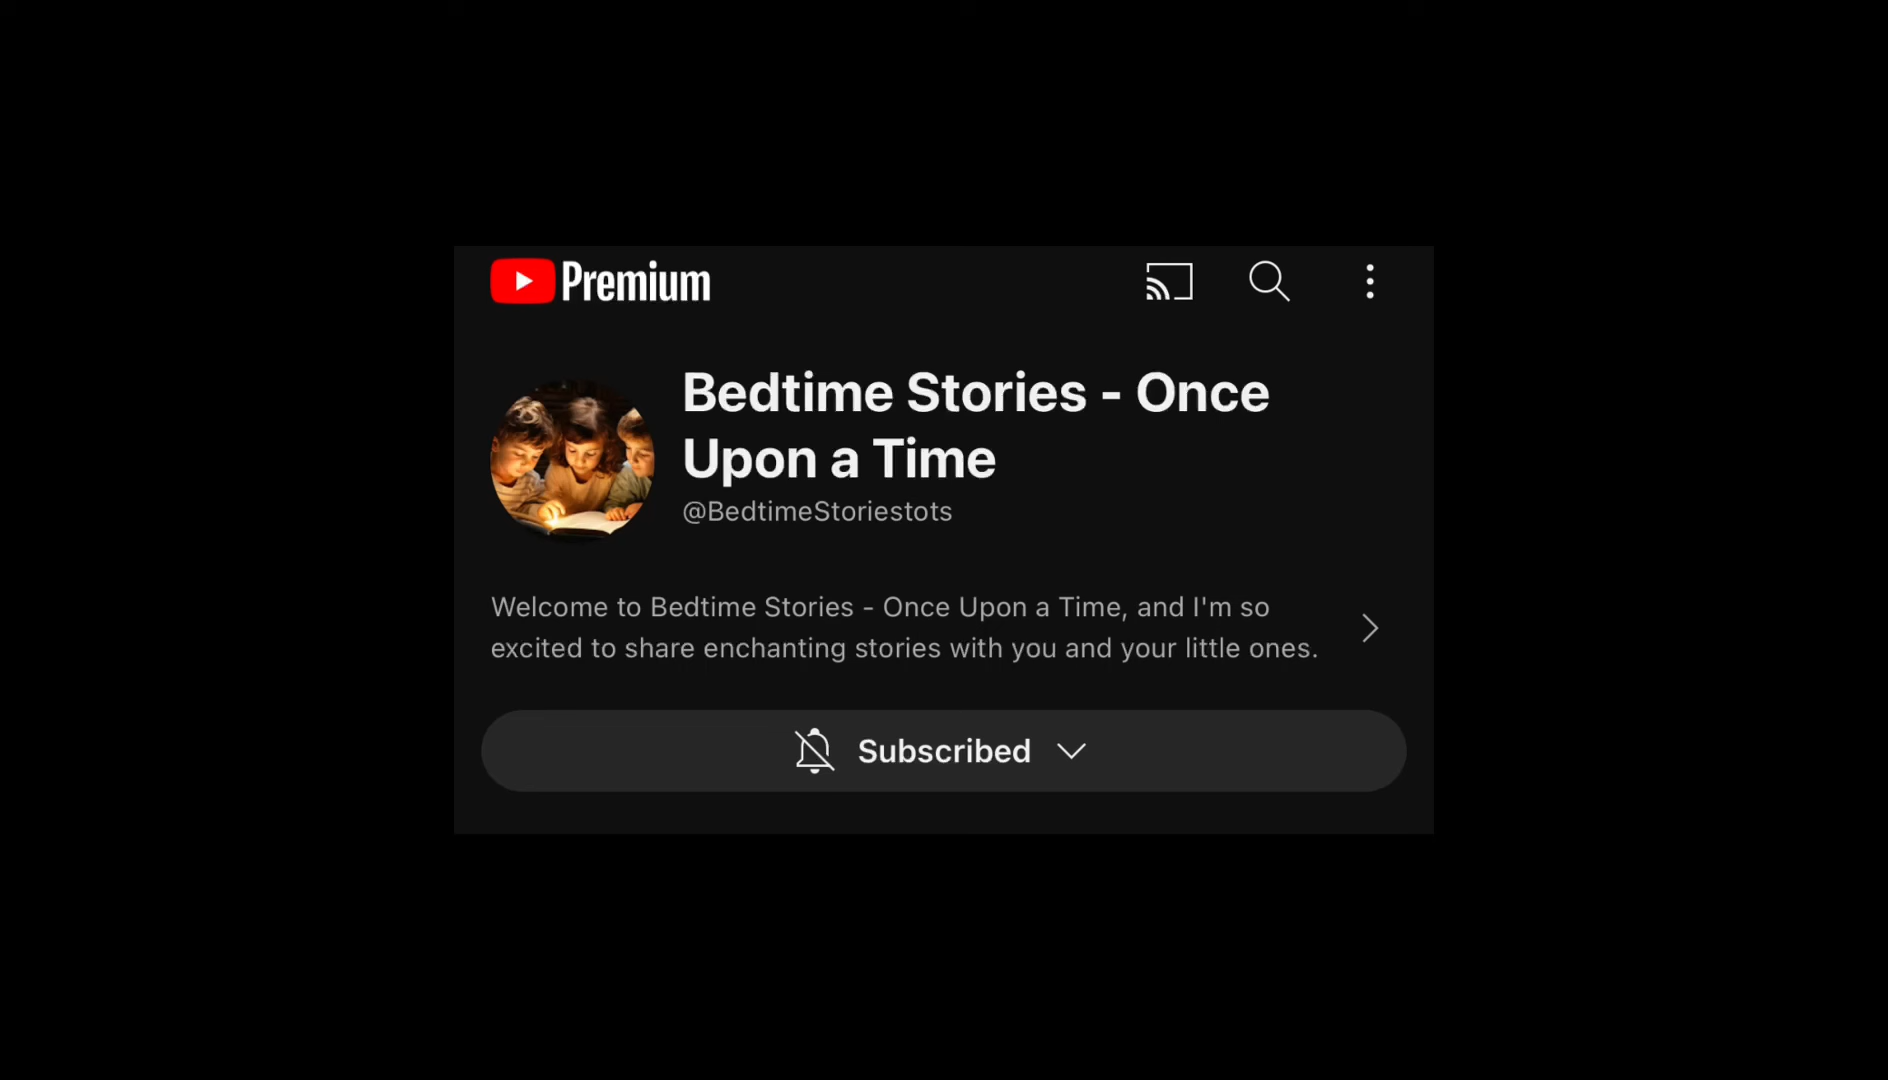 Premium
Bedtime Stories - Once
Upon a Time
@BedtimeStoriestots
Welcome to Bedtime Stories - Once Upon a Time, and I'm so
excited to share enchanting stories with you and your little ones.
Subscribed